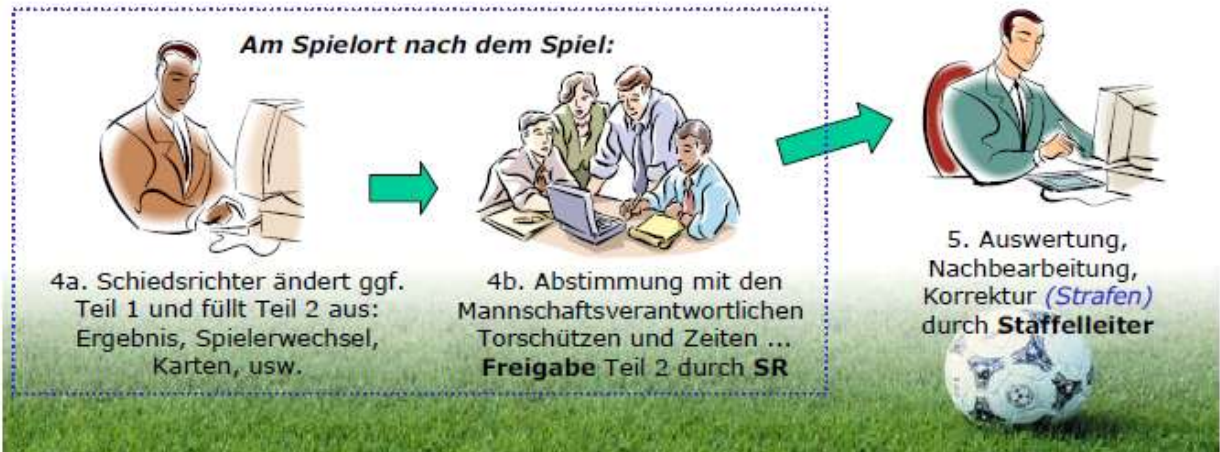 Am Spielort nach dem Spiel:
4a. Schiedsrichter ändert ggf.
Teil 1 und füllt Teil 2 aus:
Ergebnis, Spielerwechsel,
Karten, usw.
4b. Abstimmung mit den
Mannschaftsverantwortlichen
Torschützen und Zeiten ...
Freigabe Teil 2 durch SR
5. Auswertung,
Nachbearbeitung,
Korrektur (Strafen)
durch Staffelleiter